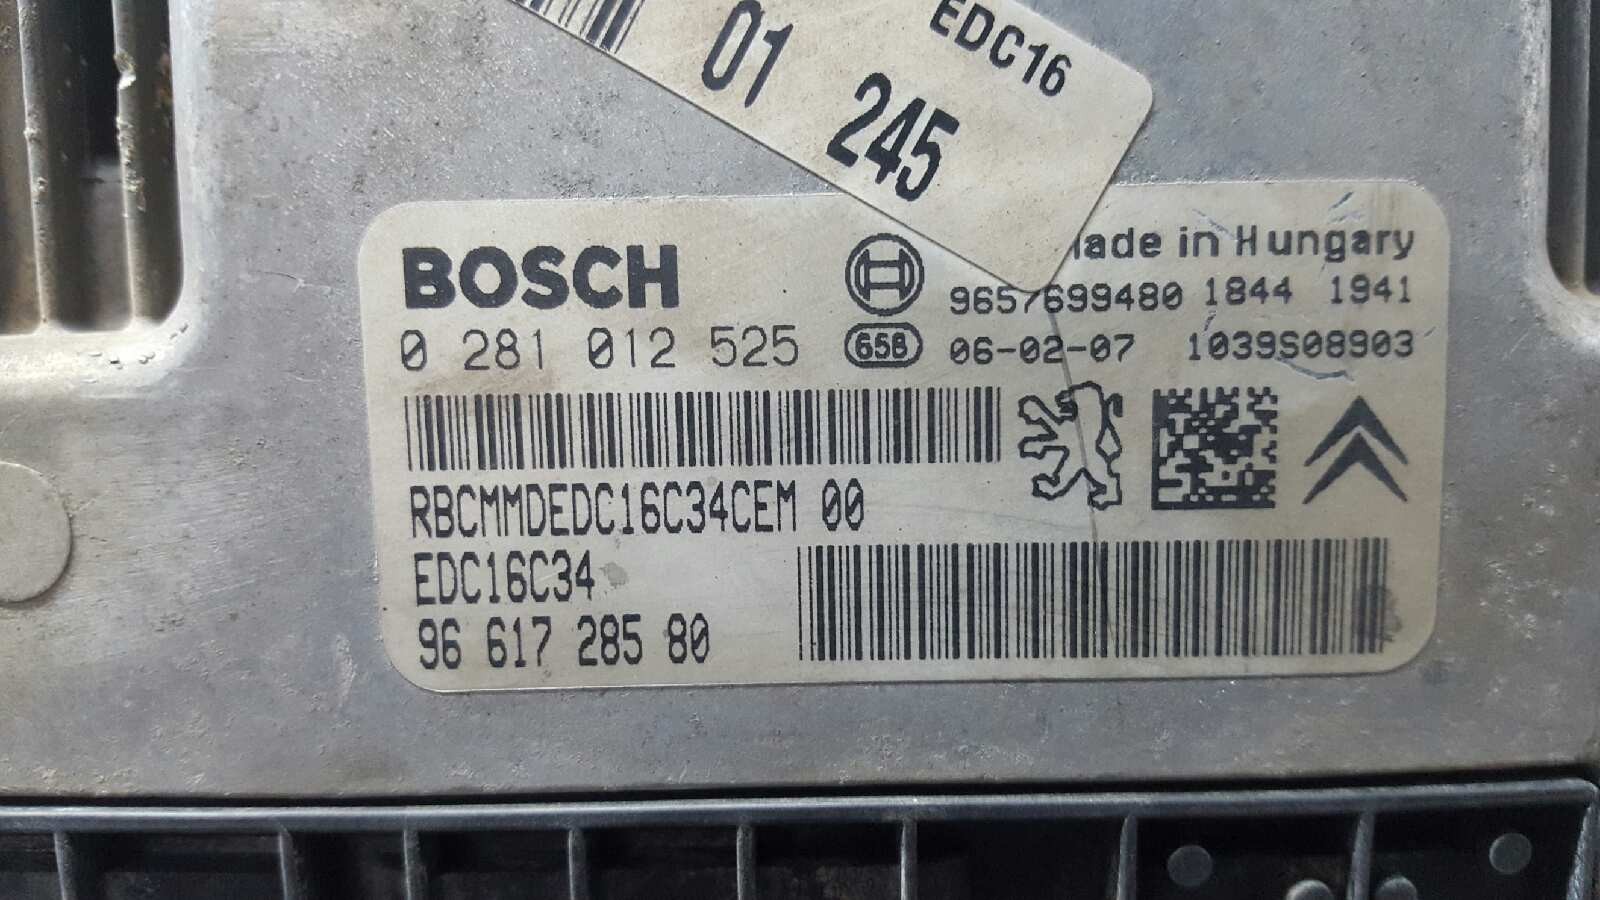 EDC16
01 245
BOSCH
ade in Hungary
9657699480 1844 1941
0 281 012 525
658
06-02-07 1039S08903
RBCMMDEDC16C34CEM 00
EDC16C34
96 617 285 80